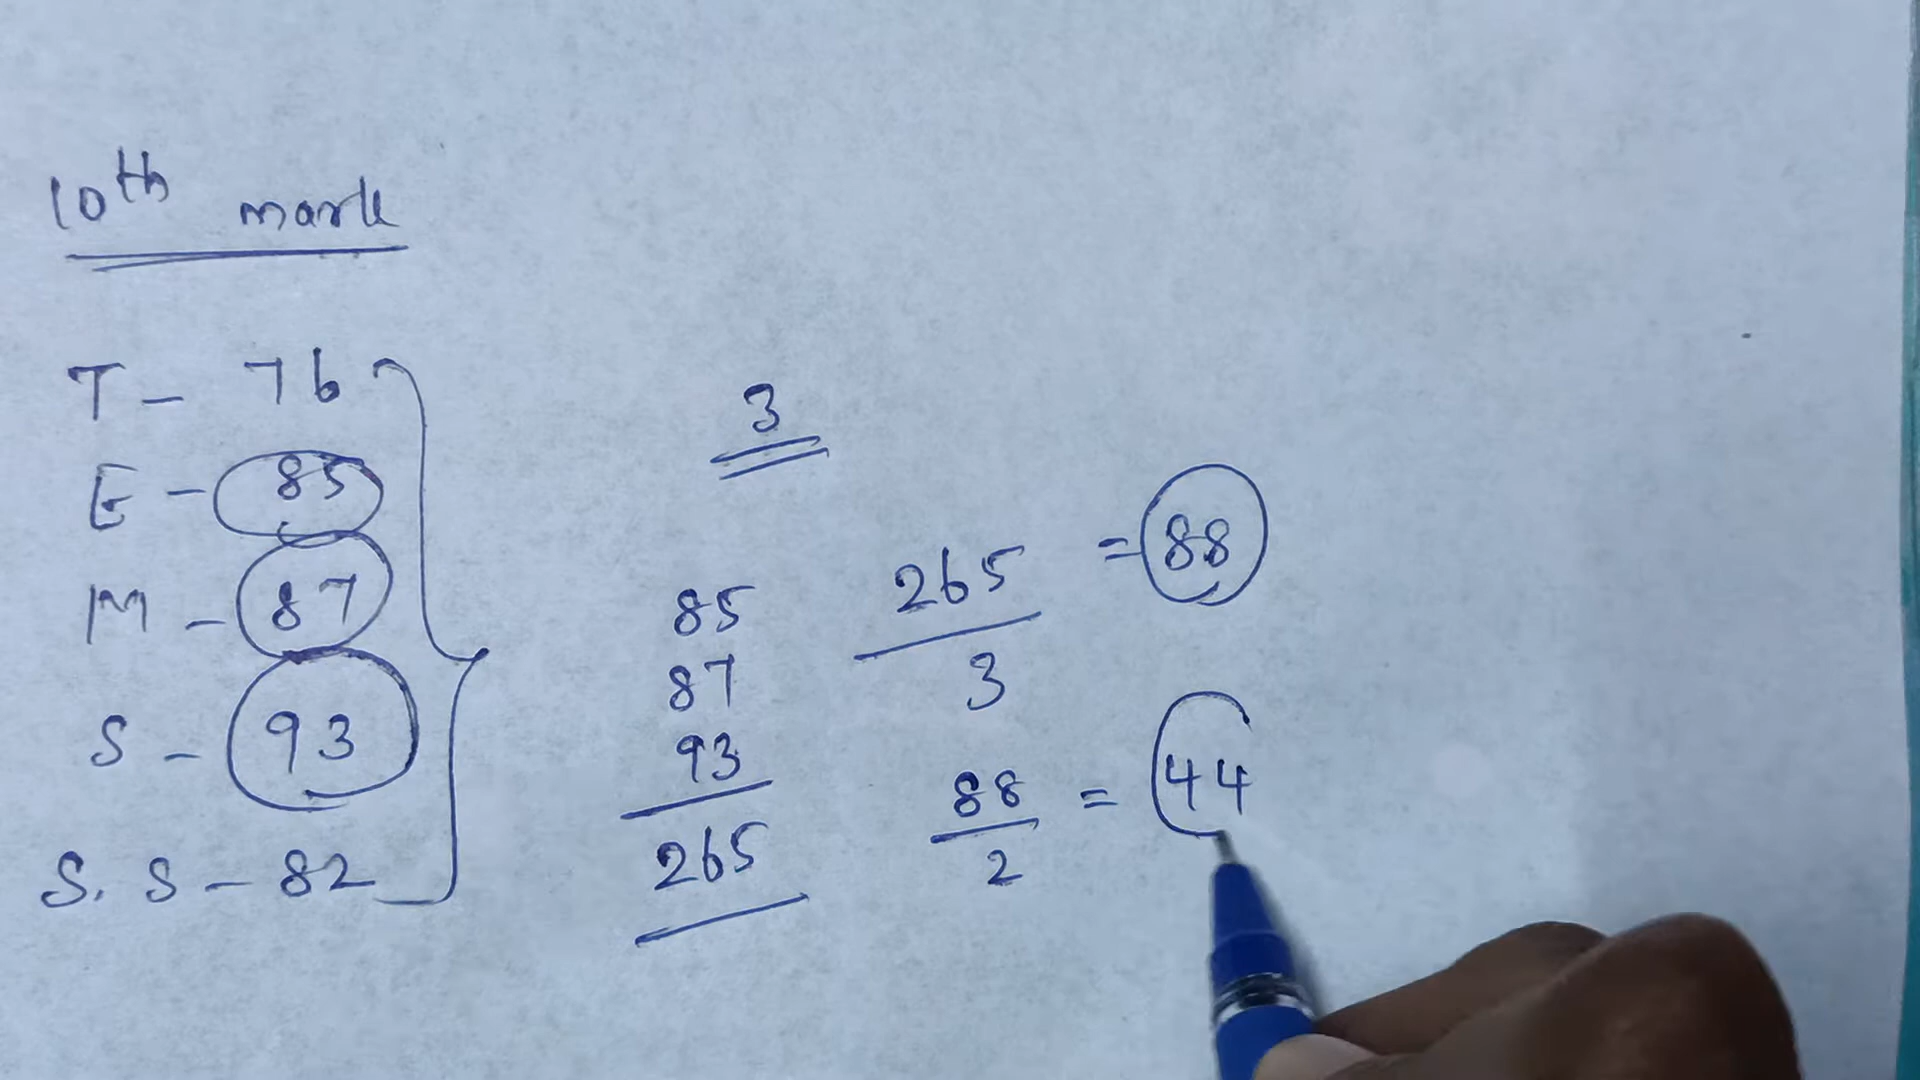 10th mark
T - 76
E - 85
M - 87
S - 93
S.S - 82
3
85
87
93
265
265
3
= 88
88
2
= 44